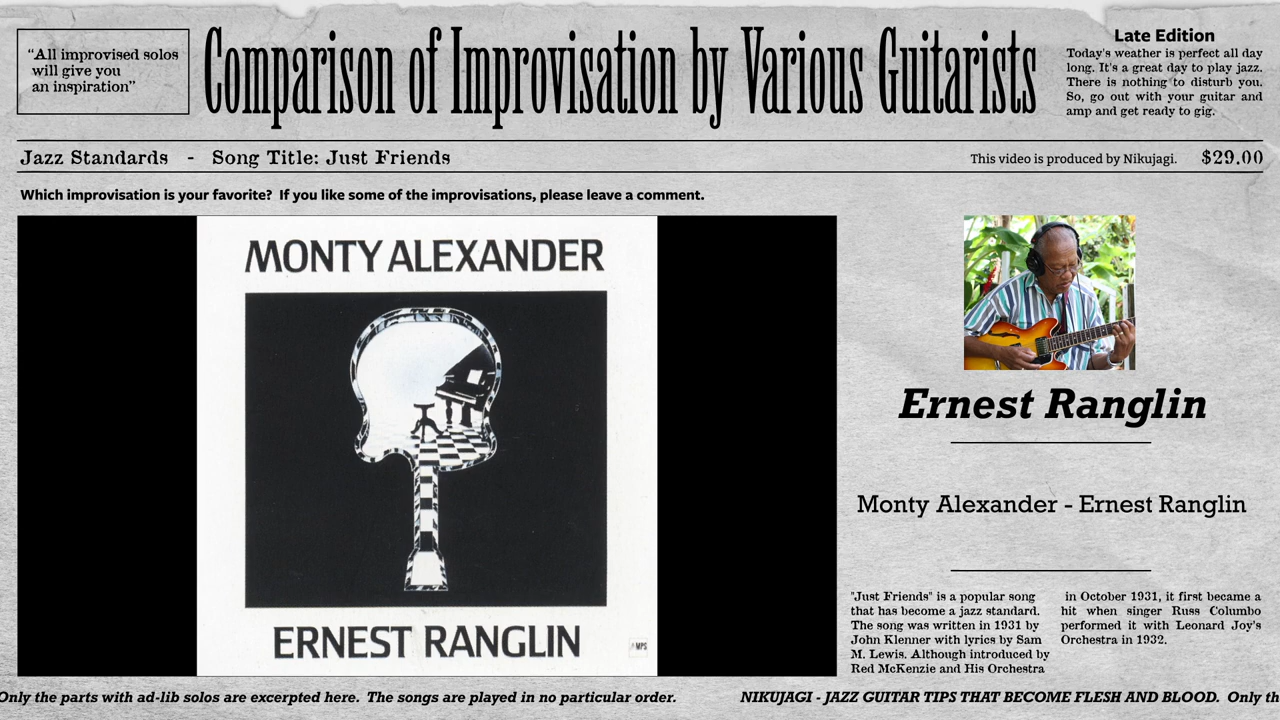 “All improvised solos
will give you
an inspiration”
Comparison of Improvisation by Various Guitarists
Late Edition
Today's weather is perfect all day
long. It's a great day to play jazz.
There is nothing to disturb you.
So, go out with your guitar and
amp and get ready to gig.
Jazz Standards - Song Title: Just Friends
This video is produced by Nikujagi. $29.00
Which improvisation is your favorite? If you like some of the improvisations, please leave a comment.
MONTY ALEXANDER
ERNEST RANGLIN
MPS
Ernest Ranglin
Monty Alexander - Ernest Ranglin
"Just Friends" is a popular song
that has become a jazz standard.
The song was written in 1931 by
John Klenner with lyrics by Sam
M. Lewis. Although introduced by
Red McKenzie and His Orchestra
in October 1931, it first became a
hit when singer Russ Columbo
performed it with Leonard Joy's
Orchestra in 1932.
Only the parts with ad-lib solos are excerpted here. The songs are played in no particular order. NIKUJAGI - JAZZ GUITAR TIPS THAT BECOME FLESH AND BLOOD. Only th